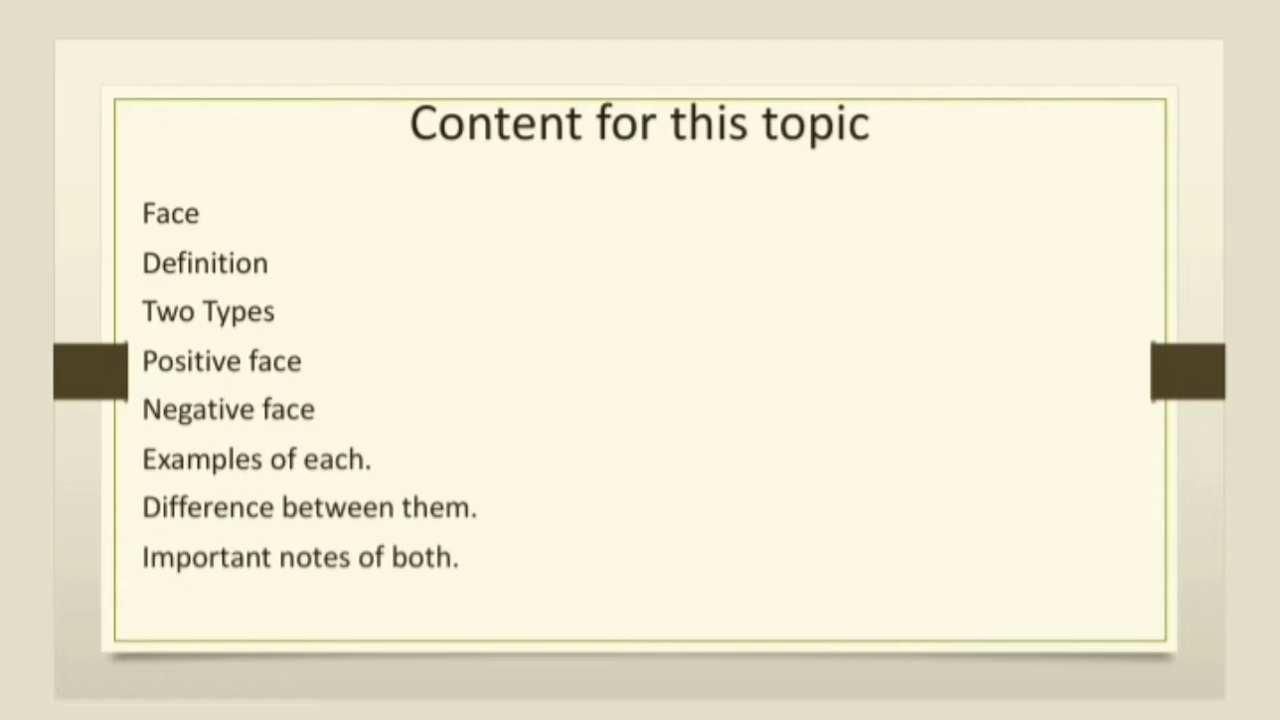 Content for this topic
Face
Definition
Two Types
Positive face
Negative face
Examples of each.
Difference between them.
Important notes of both.